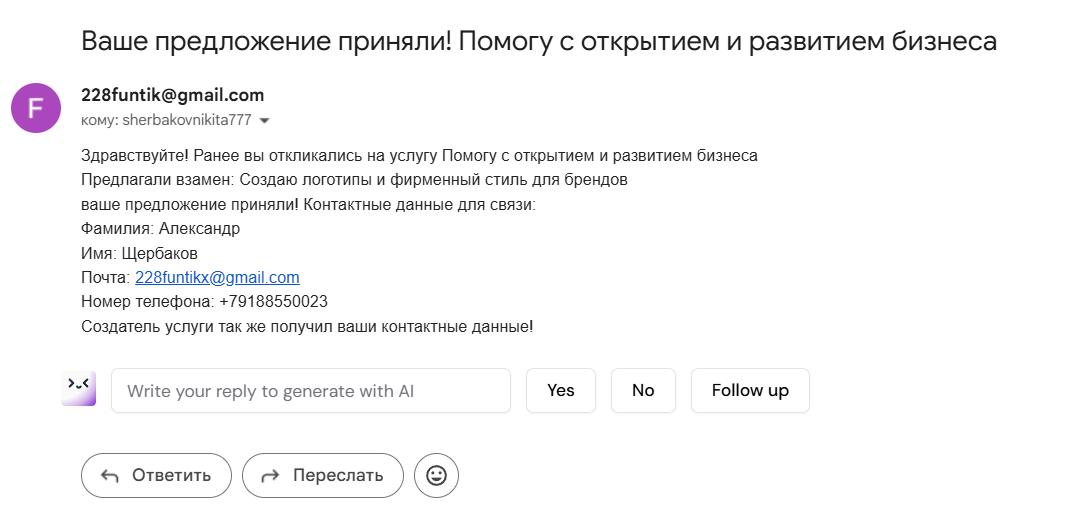 Ваше предложение приняли! Помогу с открытием и развитием бизнеса
F
228funtik@gmail.com
кому: sherbakovnikita777
Здравствуйте! Ранее вы откликались на услугу Помогу с открытием и развитием бизнеса
Предлагали взамен: Создаю логотипы и фирменный стиль для брендов
ваше предложение приняли! Контактные данные для связи:
Фамилия: Александр
Имя: Щербаков
Почта: 228funtikx@gmail.com
Номер телефона: +79188550023
Создатель услуги так же получил ваши контактные данные!
Write your reply to generate with AI
Yes
No
Follow up
Ответить
Переслать